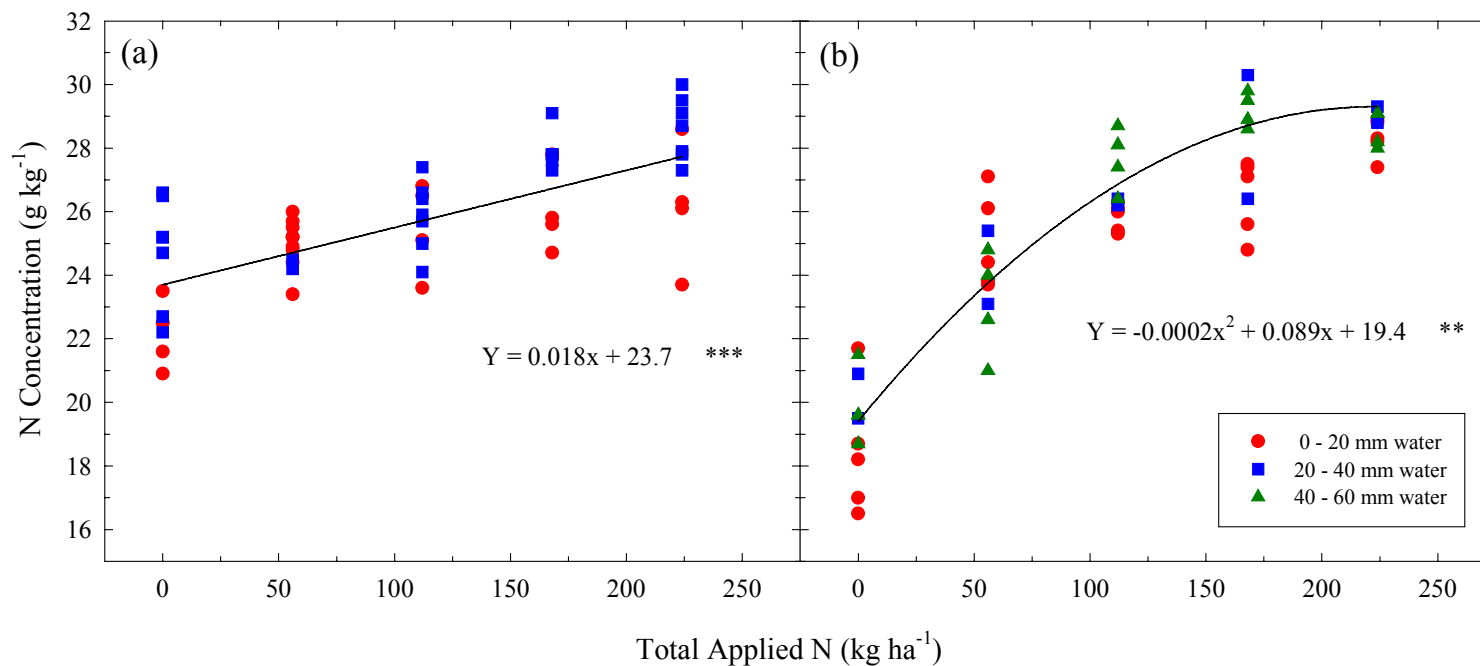 (a)
(b)
32
30
28
26
24
22
20
18
16
N Concentration (g kg⁻¹)
Y = 0.018x + 23.7 ***
Y = -0.0002x² + 0.089x + 19.4 **
0 - 20 mm water
20 - 40 mm water
40 - 60 mm water
0 50 100 150 200 250
0 50 100 150 200 250
Total Applied N (kg ha⁻¹)